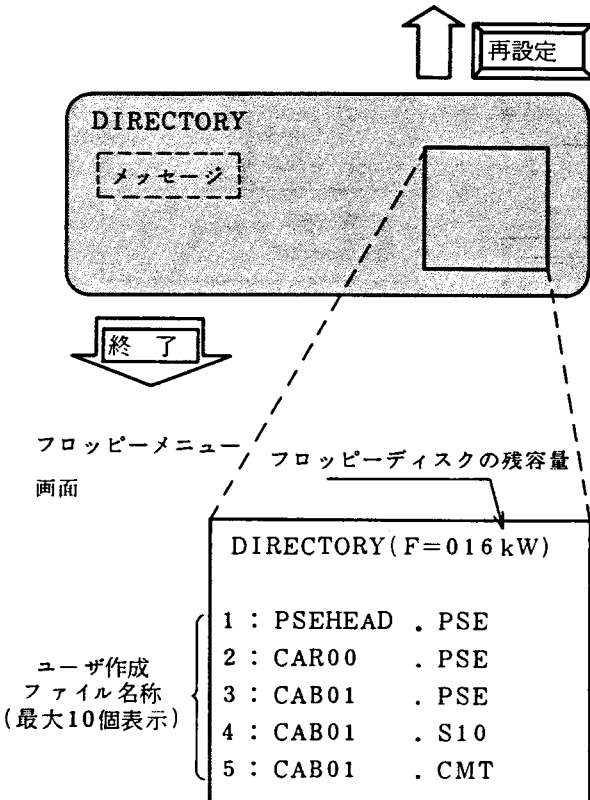 再設定
DIRECTORY
メッセージ
終 了
フロッピーメニュー
画面
フロッピーディスクの残容量
DIRECTORY(F=016kW)
1 : PSEHEAD . PSE
2 : CAR00 . PSE
3 : CAB01 . PSE
4 : CAB01 . S10
5 : CAB01 . CMT
ユーザ作成
ファイル名称
(最大10個表示)